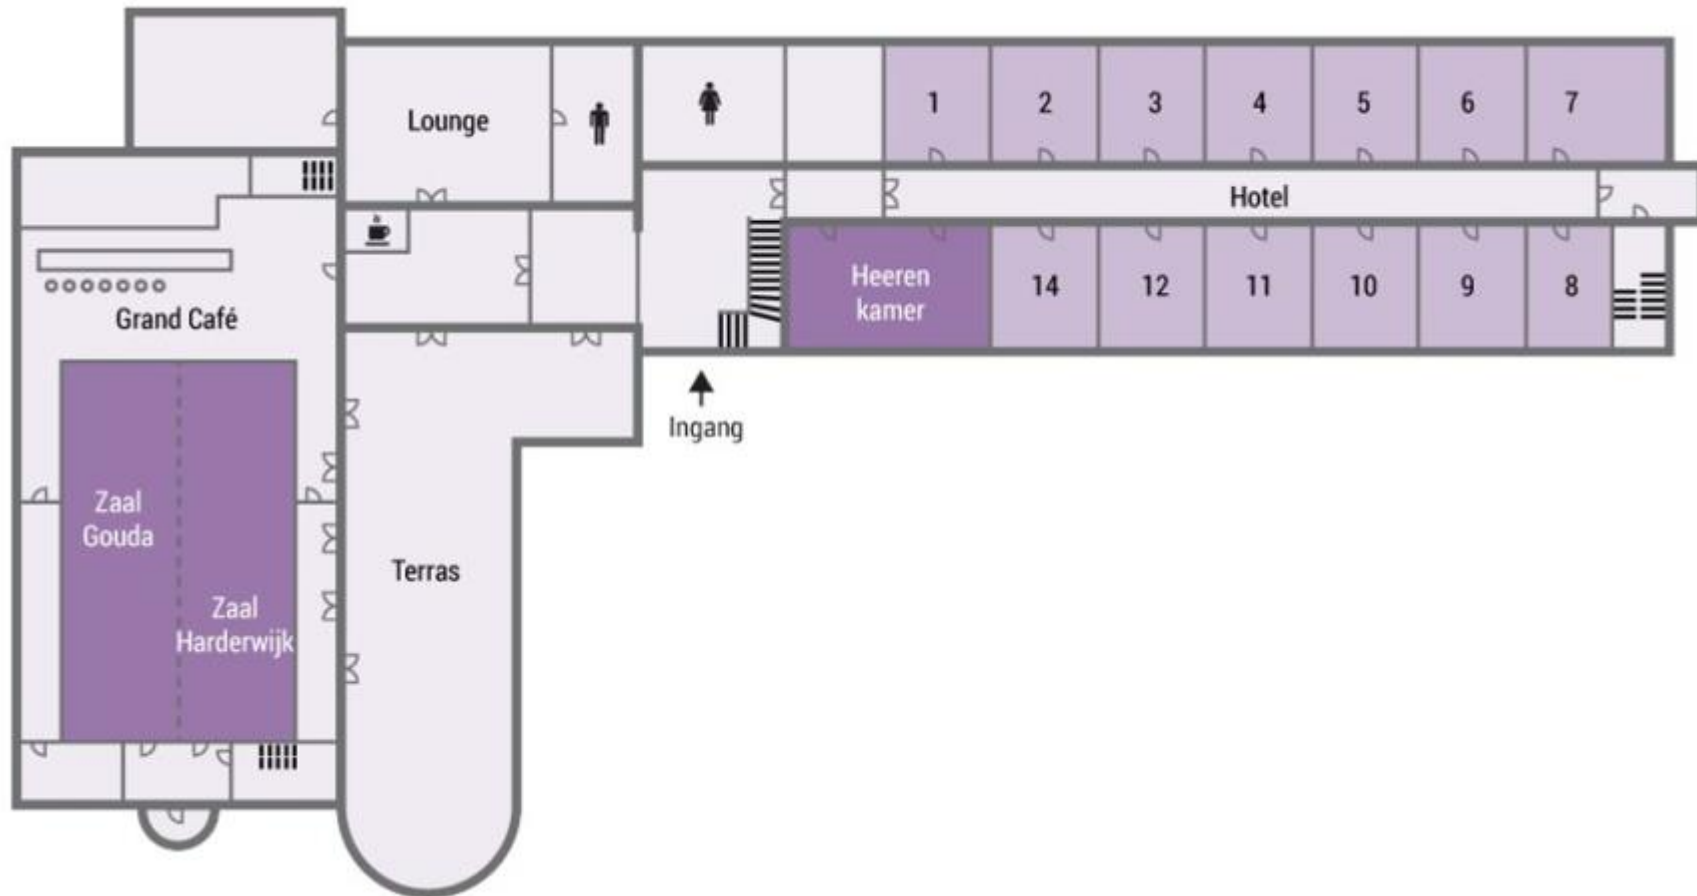 Lounge
1
2
3
4
5
6
7
Hotel
Heeren
kamer
14
12
11
10
9
8
Grand Café
Ingang
Zaal
Gouda
Terras
Zaal
Harderwijk